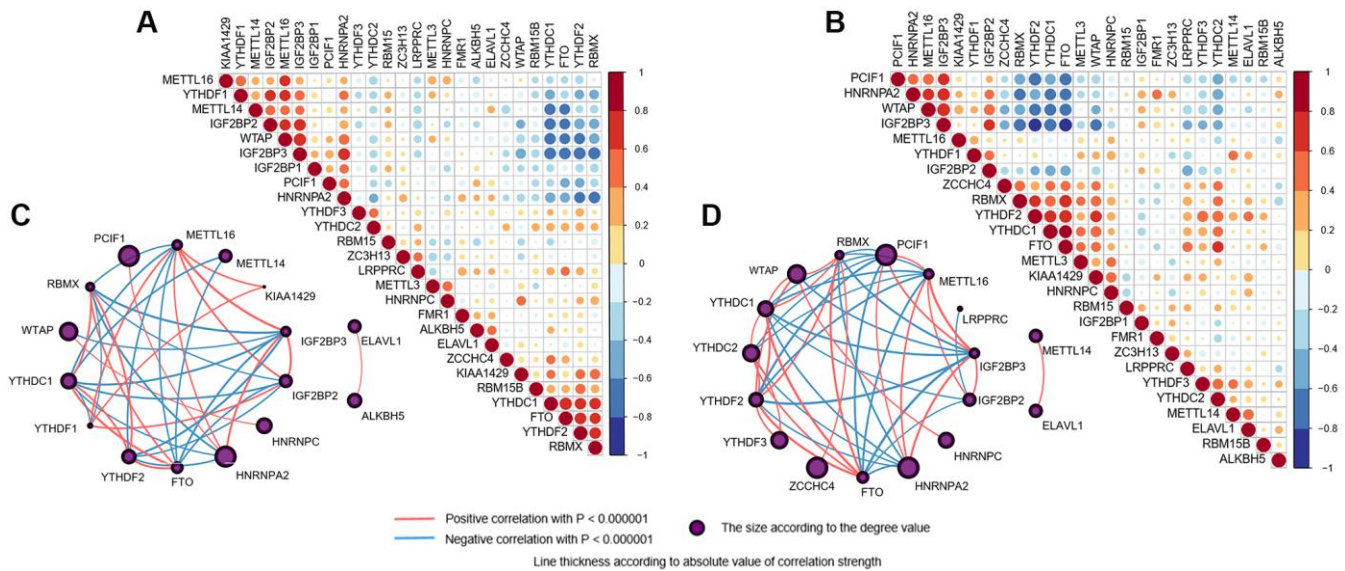 A
KIAA1429
YTHDF1
METTL14
IGF2BP2
METTL16
IGF2BP3
IGF2BP1
PCIF1
HNRNPA2
YTHDF3
YTHDC2
RBM15
ZC3H13
LRPPRC
METTL3
HNRNPC
FMR1
ALKBH5
ELAVL1
ZCCHC4
WTAP
RBM15B
YTHDC1
FTO
YTHDF2
RBMX
METTL16
YTHDF1
METTL14
IGF2BP2
WTAP
IGF2BP3
IGF2BP1
PCIF1
HNRNPA2
YTHDF3
YTHDC2
RBM15
ZC3H13
LRPPRC
METTL3
HNRNPC
FMR1
ALKBH5
ELAVL1
ZCCHC4
KIAA1429
RBM15B
YTHDC1
FTO
YTHDF2
RBMX
1
0.8
0.6
0.4
0.2
0
-0.2
-0.4
-0.6
-0.8
-1
B
PCIF1
HNRNPA2
METTL16
IGF2BP3
KIAA1429
YTHDF1
IGF2BP2
ZCCHC4
RBMX
YTHDF2
YTHDC1
FTO
METTL3
WTAP
HNRNPC
RBM15
IGF2BP1
FMR1
ZC3H13
LRPPRC
YTHDF3
YTHDC2
METTL14
ELAVL1
RBM15B
ALKBH5
PCIF1
HNRNPA2
WTAP
IGF2BP3
METTL16
YTHDF1
IGF2BP2
ZCCHC4
RBMX
YTHDF2
YTHDC1
FTO
METTL3
KIAA1429
HNRNPC
RBM15
IGF2BP1
FMR1
ZC3H13
LRPPRC
YTHDF3
YTHDC2
METTL14
ELAVL1
RBM15B
ALKBH5
1
0.8
0.6
0.4
0.2
0
-0.2
-0.4
-0.6
-0.8
-1
C
PCIF1
METTL16
METTL14
RBMX
KIAA1429
WTAP
IGF2BP3
ELAVL1
YTHDC1
IGF2BP2
ALKBH5
YTHDF1
HNRNPC
YTHDF2
HNRNPA2
FTO
D
RBMX
PCIF1
WTAP
METTL16
YTHDC1
LRPPRC
YTHDC2
IGF2BP3
METTL14
YTHDF2
IGF2BP2
ELAVL1
YTHDF3
HNRNPC
ZCCHC4
HNRNPA2
FTO
Positive correlation with P < 0.000001
Negative correlation with P < 0.000001
The size according to the degree value
Line thickness according to absolute value of correlation strength